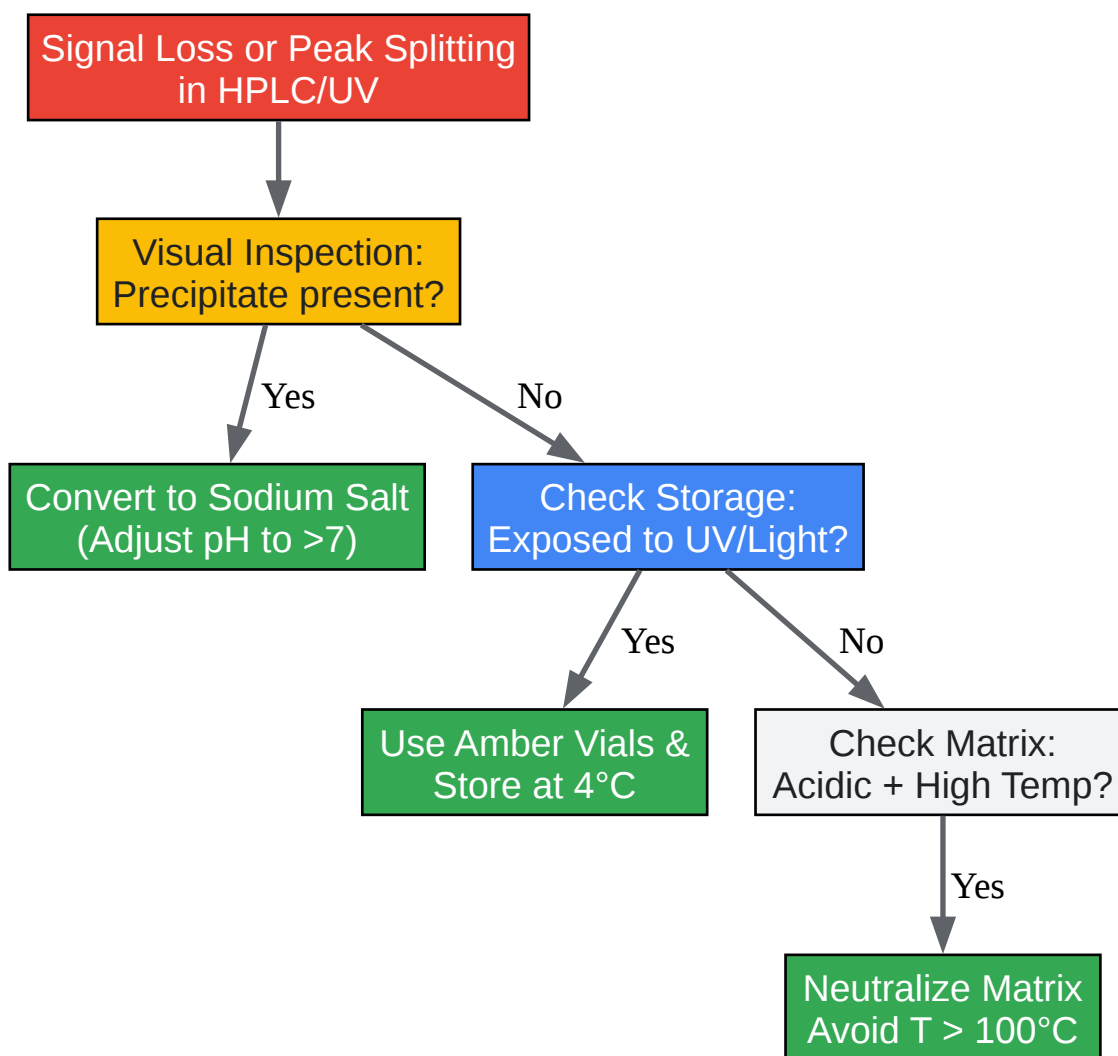 Signal Loss or Peak Splitting
in HPLC/UV
Visual Inspection:
Precipitate present?
Yes
No
Convert to Sodium Salt
(Adjust pH to >7)
Check Storage:
Exposed to UV/Light?
Yes
No
Use Amber Vials &
Store at 4°C
Check Matrix:
Acidic + High Temp?
Yes
Neutralize Matrix
Avoid T > 100°C